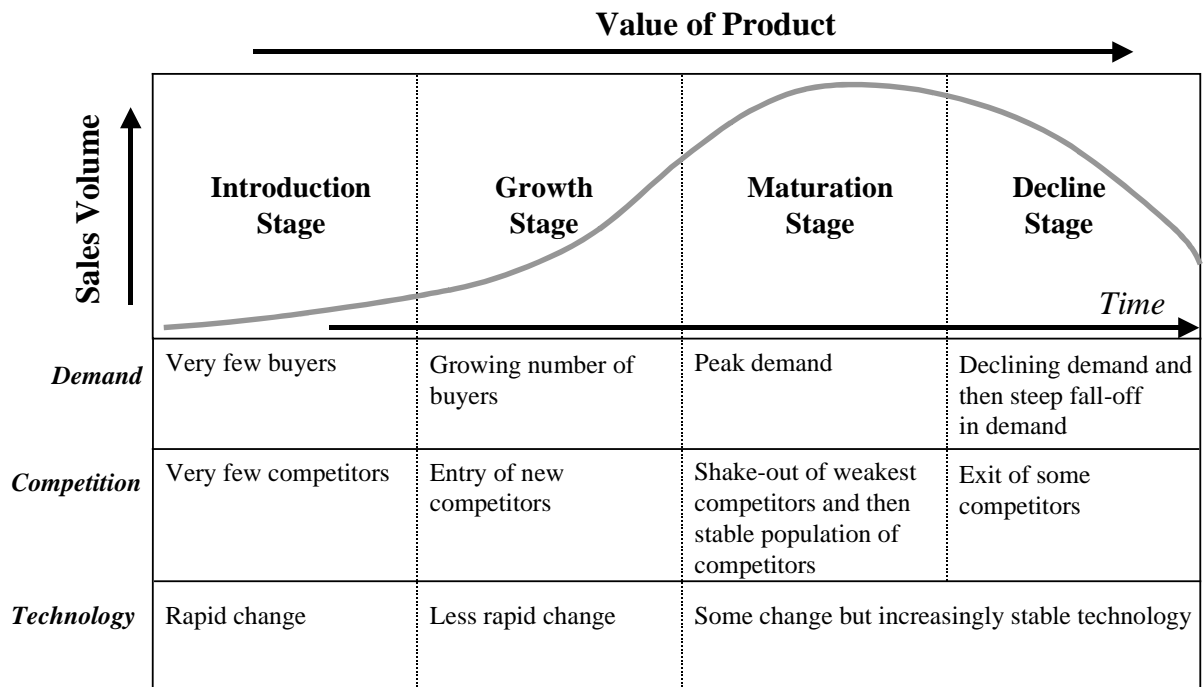 Value of Product
Sales Volume
Introduction
Stage
Growth
Stage
Maturation
Stage
Decline
Stage
Time
Demand
Very few buyers
Growing number of
buyers
Peak demand
Declining demand and
then steep fall-off
in demand
Competition
Very few competitors
Entry of new
competitors
Shake-out of weakest
competitors and then
stable population of
competitors
Exit of some
competitors
Technology
Rapid change
Less rapid change
Some change but increasingly stable technology